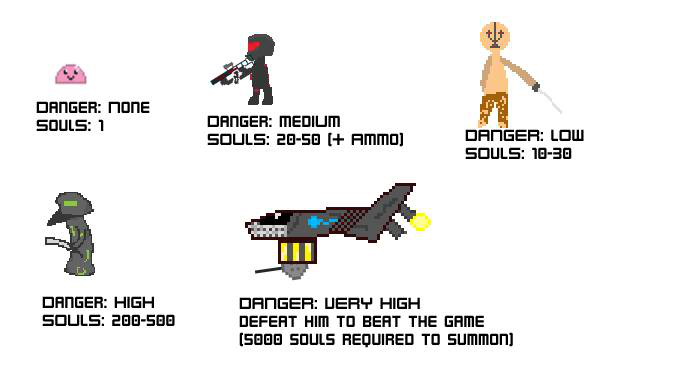 DANGER: NONE
SOULS: 1
DANGER: MEDIUM
SOULS: 20-50 (+ AMMO)
DANGER: LOW
SOULS: 10-30
DANGER: HIGH
SOULS: 200-500
DANGER: VERY HIGH
DEFEAT HIM TO BEAT THE GAME
(5000 SOULS REQUIRED TO SUMMON)